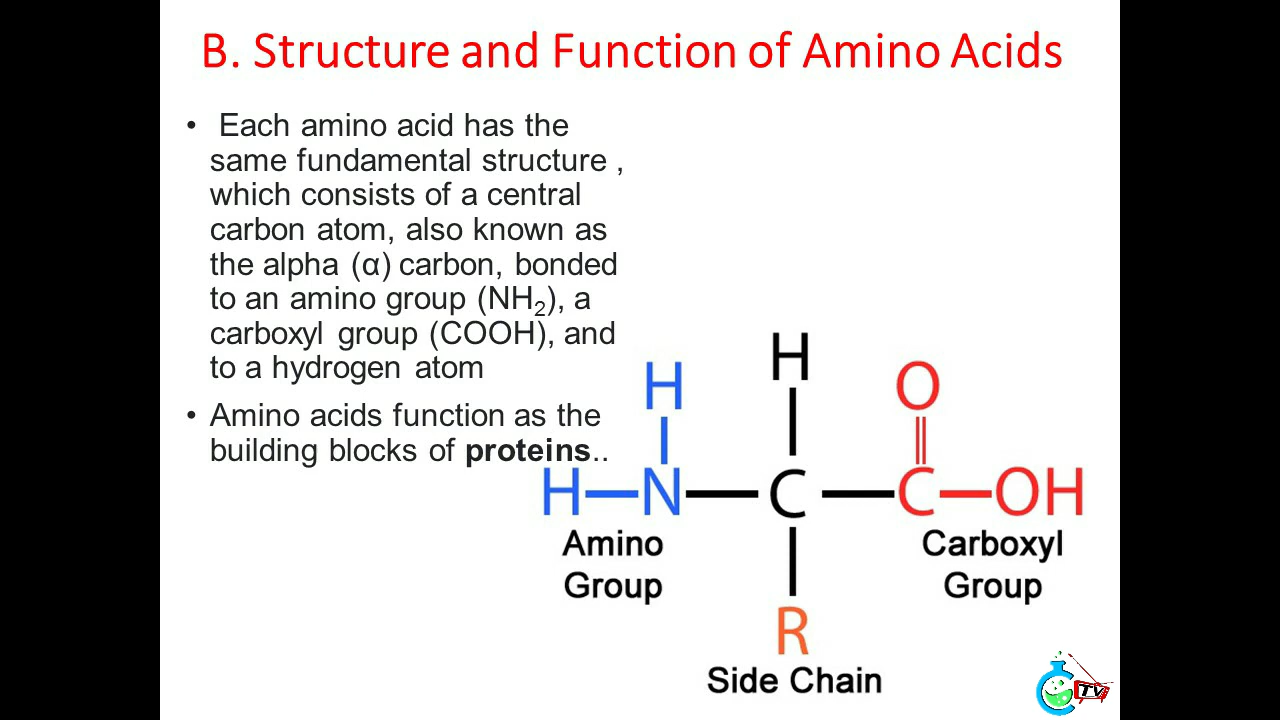 B. Structure and Function of Amino Acids
• Each amino acid has the
same fundamental structure ,
which consists of a central
carbon atom, also known as
the alpha (α) carbon, bonded
to an amino group (NH₂), a
carboxyl group (COOH), and
to a hydrogen atom
• Amino acids function as the
building blocks of proteins..
H
H
O
H N C C OH
Amino
Group
Carboxyl
Group
R
Side Chain
TV